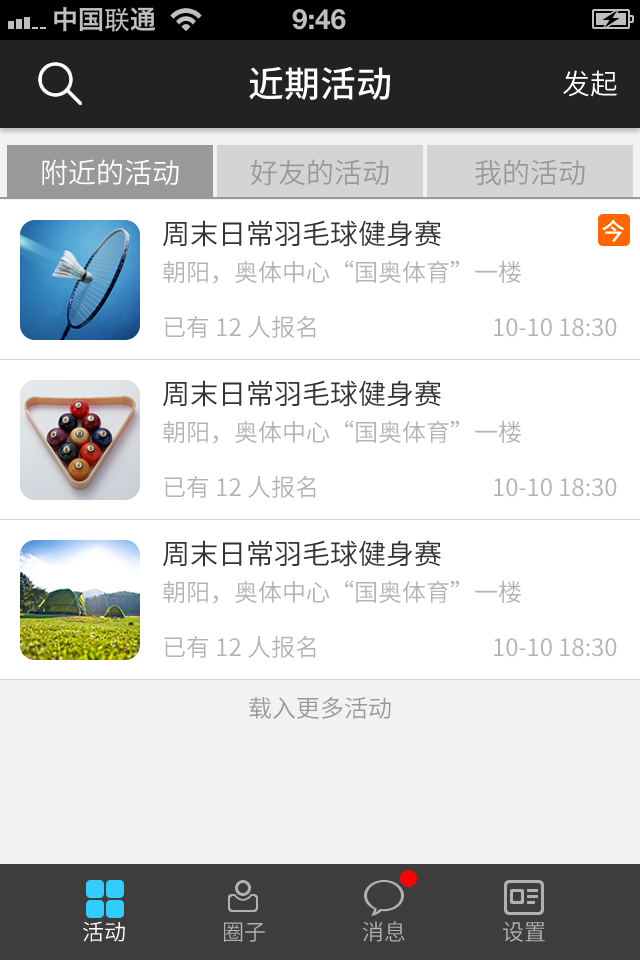 中国联通 9:46
近期活动 发起
附近的活动 好友的活动 我的活动
周末日常羽毛球健身赛 今
朝阳，奥体中心“国奥体育”一楼
已有 12 人报名 10-10 18:30
周末日常羽毛球健身赛
朝阳，奥体中心“国奥体育”一楼
已有 12 人报名 10-10 18:30
周末日常羽毛球健身赛
朝阳，奥体中心“国奥体育”一楼
已有 12 人报名 10-10 18:30
载入更多活动
活动 圈子 消息 设置